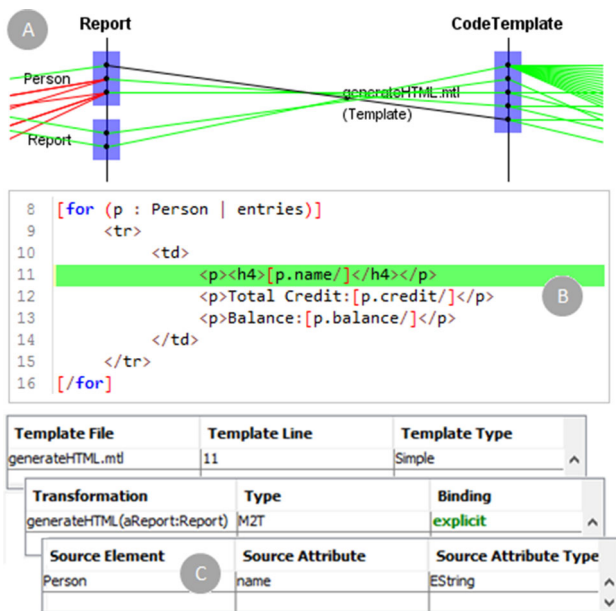 A
Report
CodeTemplate
Person
generateHTML.mtl
(Template)
Report
8 [for (p : Person | entries)]
9 <tr>
10 <td>
11 <p><h4>[p.name/]</h4></p>
12 <p>Total Credit:[p.credit/]</p>
13 <p>Balance:[p.balance/]</p>
14 </td>
15 </tr>
16 [/for]
B
Template File Template Line Template Type
generateHTML.mtl 11 Simple
Transformation Type Binding
generateHTML(aReport:Report) M2T explicit
Source Element Source Attribute Source Attribute Type
Person name EString
C